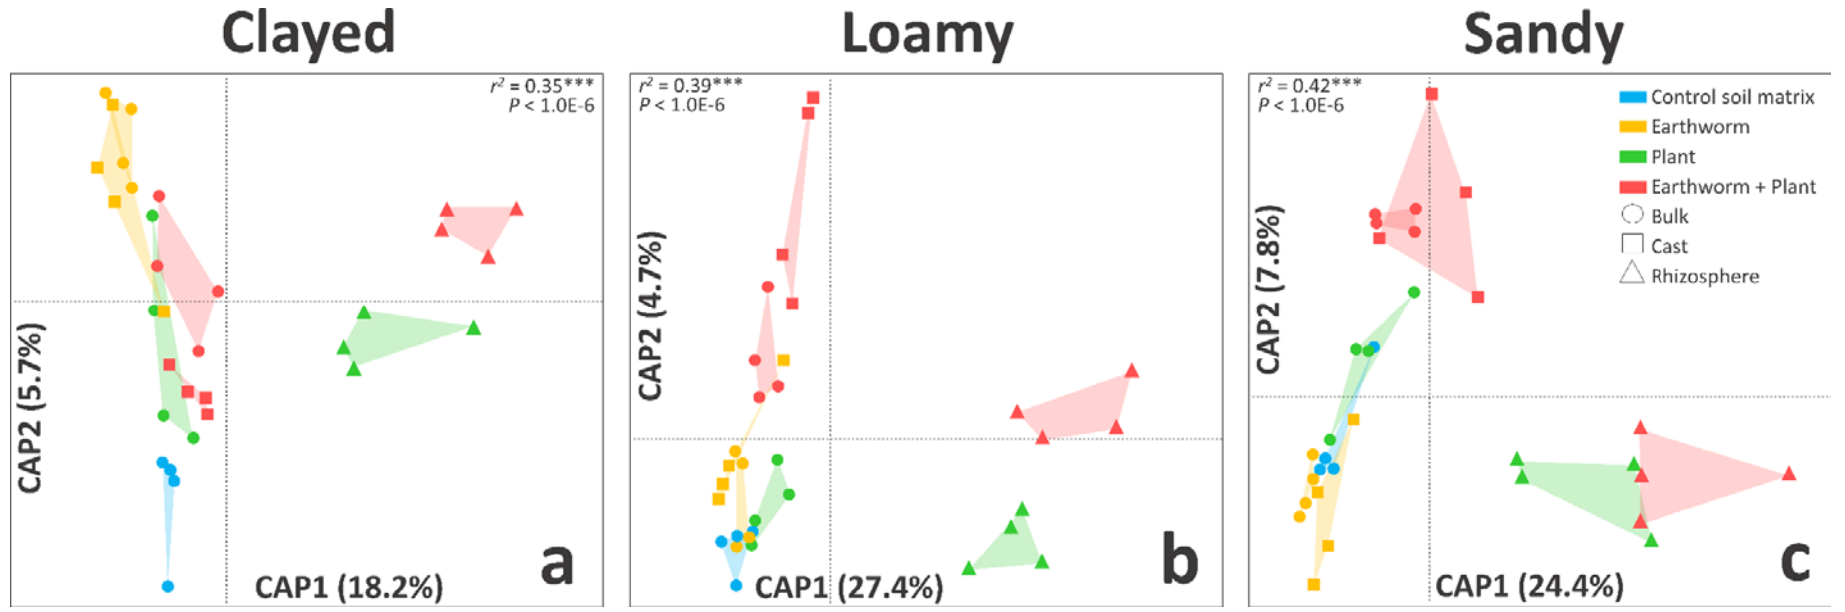 Clayed
Loamy
Sandy
r² = 0.35***
P < 1.0E-6
CAP2 (5.7%)
CAP1 (18.2%)
a
r² = 0.39***
P < 1.0E-6
CAP2 (4.7%)
CAP1 (27.4%)
b
r² = 0.42***
P < 1.0E-6
Control soil matrix
Earthworm
Plant
Earthworm + Plant
Bulk
Cast
Rhizosphere
CAP2 (7.8%)
CAP1 (24.4%)
c